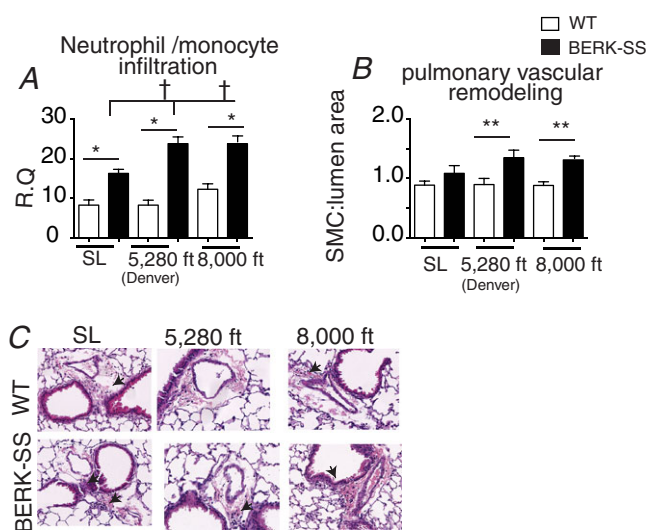 WT
BERK-SS
A
Neutrophil /monocyte
infiltration
† †
* * *
R.Q
30
20
10
0
SL 5,280 ft 8,000 ft
(Denver)
B
pulmonary vascular
remodeling
** **
SMC:lumen area
2.0
1.0
0.0
SL 5,280 ft 8,000 ft
(Denver)
C
SL 5,280 ft 8,000 ft
WT
BERK-SS